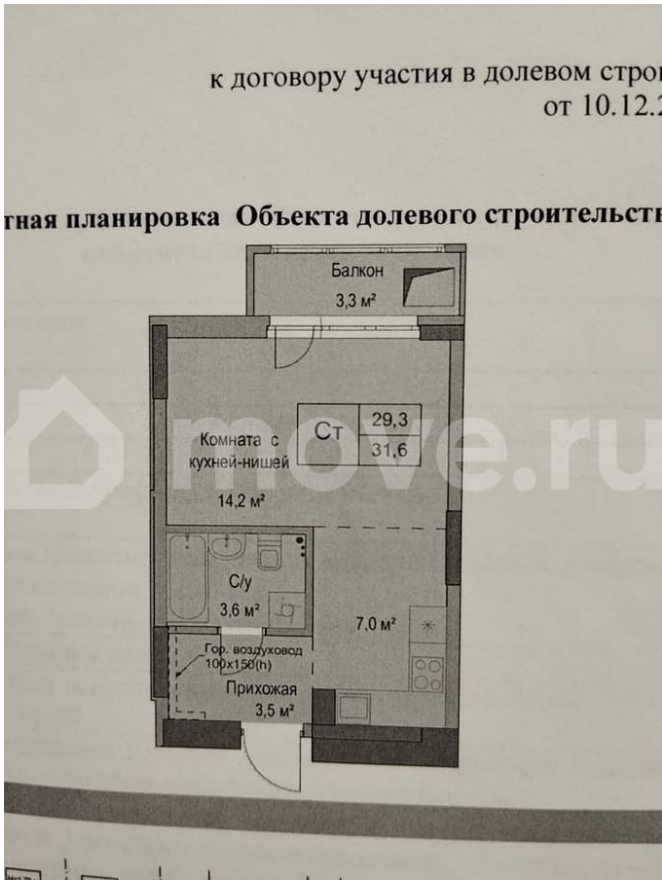 к договору участия в долевом строи
от 10.12.2
тная планировка Объекта долевого строительств
Балкон
3,3 м²
Ст
29,3
31,6
Комната с
кухней-нишей
14,2 м²
move.ru
С/у
3,6 м²
7,0 м²
Гор. воздуховод
100х150(h)
Прихожая
3,5 м²